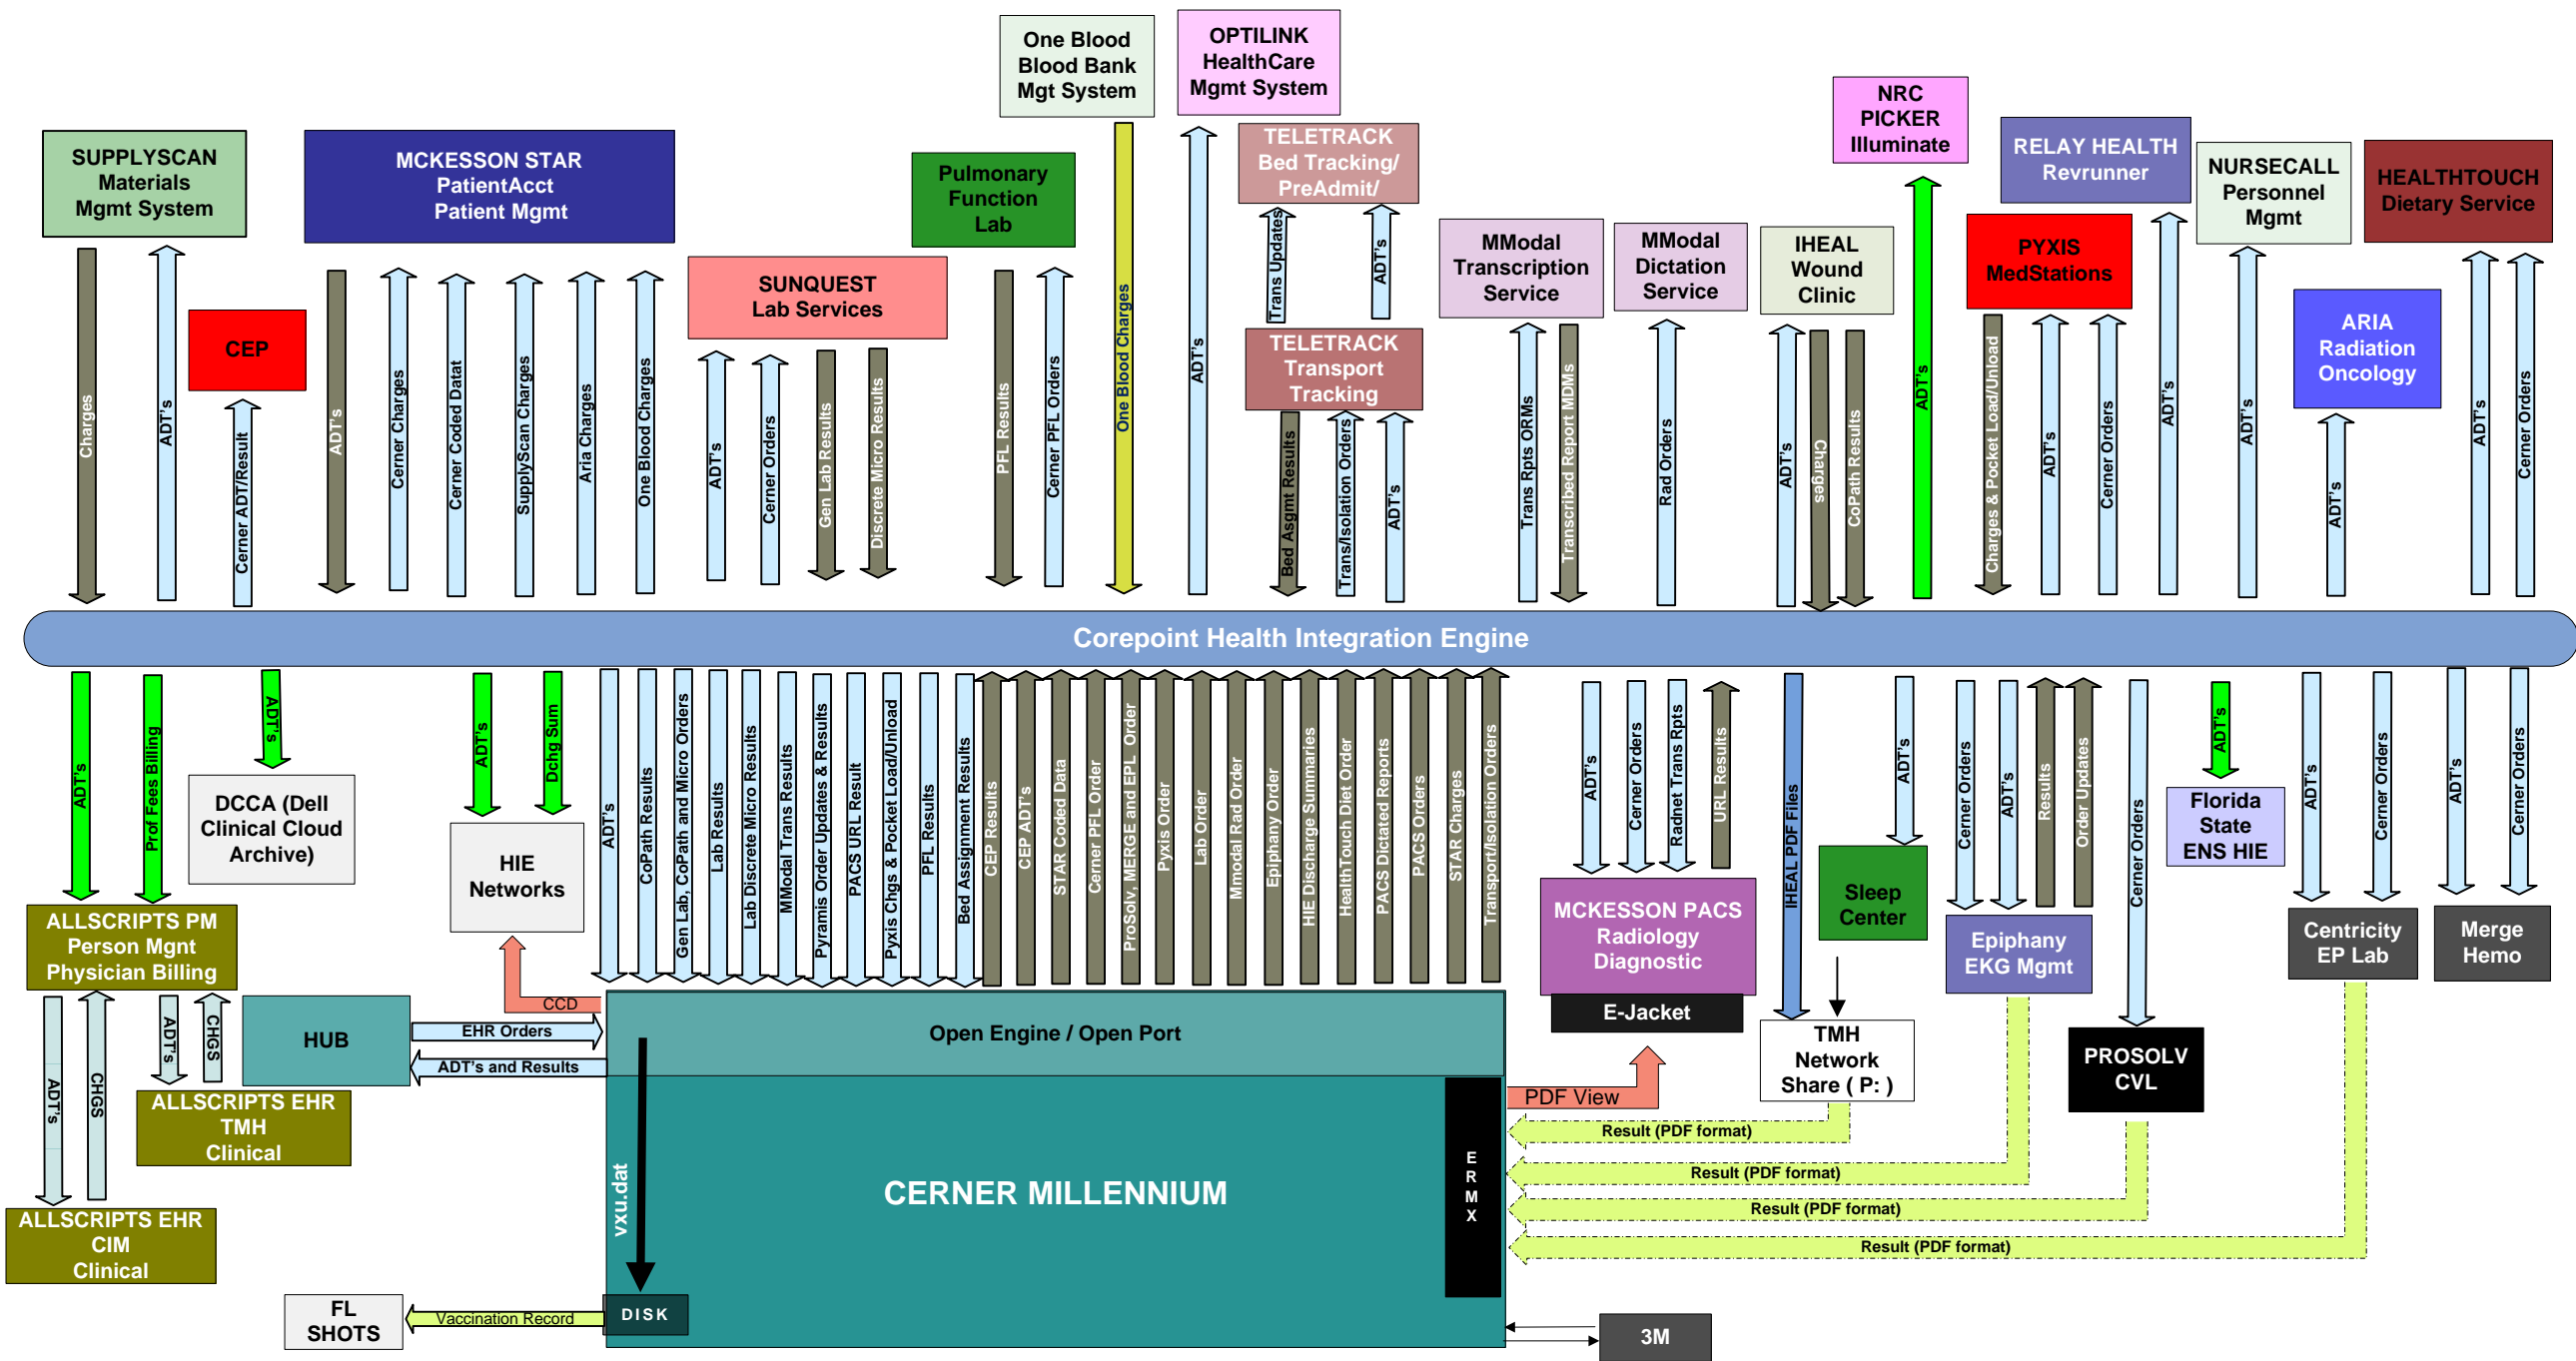 One Blood
Blood Bank
Mgt System
OPTILINK
HealthCare
Mgmt System
NRC
PICKER
Illuminate
SUPPLYSCAN
Materials
Mgmt System
MCKESSON STAR
PatientAcct
Patient Mgmt
Pulmonary
Function
Lab
TELETRACK
Bed Tracking/
PreAdmit/
RELAY HEALTH
Revrunner
NURSECALL
Personnel
Mgmt
HEALTHTOUCH
Dietary Service
SUNQUEST
Lab Services
MModal
Transcription
Service
MModal
Dictation
Service
IHEAL
Wound
Clinic
PYXIS
MedStations
CEP
TELETRACK
Transport
Tracking
ARIA
Radiation
Oncology
Trans Updates
ADT's
Charges
ADT's
Cerner ADT/Result
ADT's
Cerner Charges
Cerner Coded Datat
SupplyScan Charges
Aria Charges
One Blood Charges
ADT's
Cerner Orders
Gen Lab Results
Discrete Micro Results
PFL Results
Cerner PFL Orders
One Blood Charges
ADT's
Bed Asgmt Results
Trans/Isolation Orders
ADT's
Trans Rpts ORMs
Transcribed Report MDMs
Rad Orders
ADT's
Charges
CoPath Results
ADT's
Charges & Pocket Load/Unload
ADT's
Cerner Orders
ADT's
ADT's
ADT's
ADT's
Cerner Orders
Corepoint Health Integration Engine
ADT's
Prof Fees Billing
ADT's
ADT's
Dchg Sum
ADT's
CoPath Results
Gen Lab, CoPath and Micro Orders
Lab Results
Lab Discrete Micro Results
MModal Trans Results
Pyramis Order Updates & Results
PACS URL Result
Pyxis Chgs & Pocket Load/Unload
PFL Results
Bed Assignment Results
CEP Results
CEP ADT's
STAR Coded Data
Cerner PFL Order
ProSolv, MERGE and EPL Order
Pyxis Order
Lab Order
Mmodal Rad Order
Epiphany Order
HIE Discharge Summaries
HealthTouch Diet Order
PACS Dictated Reports
PACS Orders
STAR Charges
Transport/Isolation Orders
ADT's
Cerner Orders
Radnet Trans Rpts
URL Results
IHEAL PDF Files
ADT's
Cerner Orders
ADT's
Results
Order Updates
Cerner Orders
ADT's
ADT's
Cerner Orders
ADT's
Cerner Orders
DCCA (Dell
Clinical Cloud
Archive)
HIE
Networks
Florida
State
ENS HIE
ALLSCRIPTS PM
Person Mgnt
Physician Billing
MCKESSON PACS
Radiology
Diagnostic
E-Jacket
Sleep
Center
Epiphany
EKG Mgmt
Centricity
EP Lab
Merge
Hemo
CCD
HUB
EHR Orders
ADT's and Results
Open Engine / Open Port
TMH
Network
Share ( P: )
PROSOLV
CVL
ADT's
CHGS
ADT's
CHGS
ALLSCRIPTS EHR
TMH
Clinical
PDF View
Result (PDF format)
Result (PDF format)
Result (PDF format)
Result (PDF format)
E
R
M
X
vxu.dat
CERNER MILLENNIUM
ALLSCRIPTS EHR
CIM
Clinical
FL
SHOTS
Vaccination Record
DISK
3M